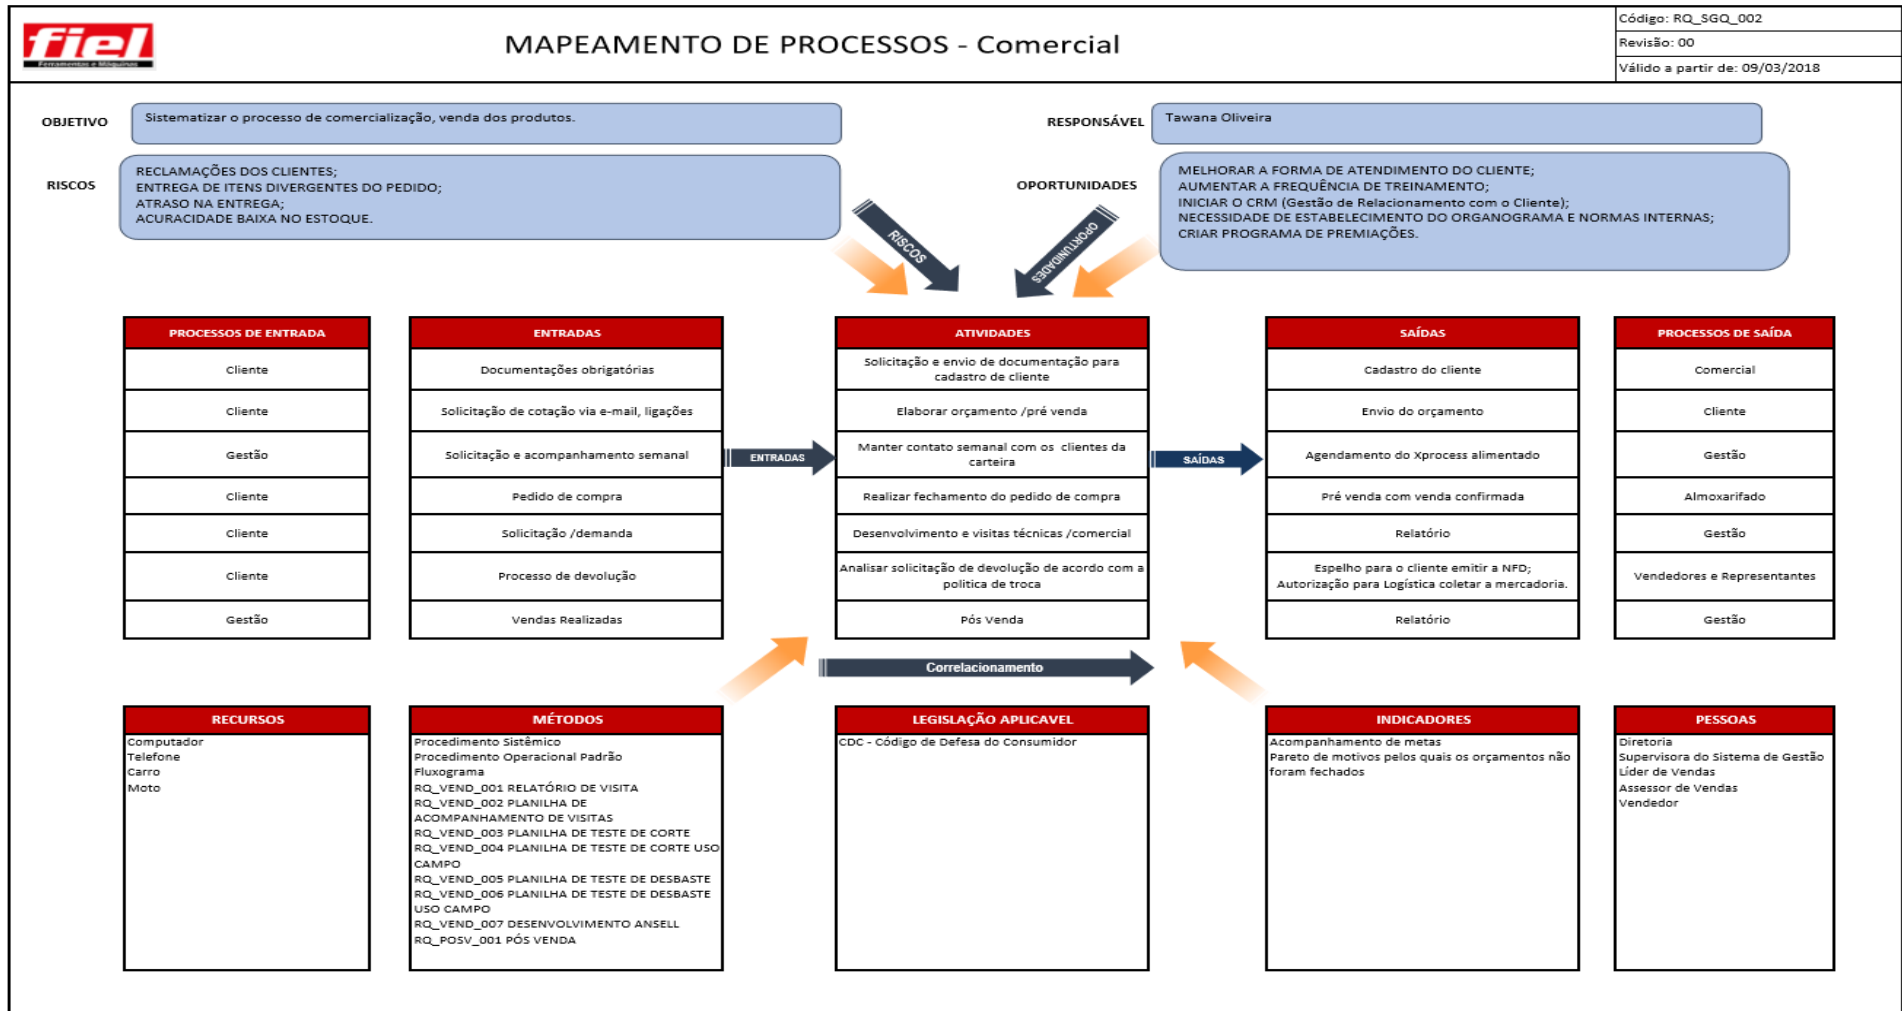 fiel
Ferramentas e Máquinas
MAPEAMENTO DE PROCESSOS - Comercial
Código: RQ_SGQ_002
Revisão: 00
Válido a partir de: 09/03/2018
OBJETIVO
Sistematizar o processo de comercialização, venda dos produtos.
RESPONSÁVEL
Tawana Oliveira
RISCOS
RECLAMAÇÕES DOS CLIENTES;
ENTREGA DE ITENS DIVERGENTES DO PEDIDO;
ATRASO NA ENTREGA;
ACURACIDADE BAIXA NO ESTOQUE.
OPORTUNIDADES
MELHORAR A FORMA DE ATENDIMENTO DO CLIENTE;
AUMENTAR A FREQUÊNCIA DE TREINAMENTO;
INICIAR O CRM (Gestão de Relacionamento com o Cliente);
NECESSIDADE DE ESTABELECIMENTO DO ORGANOGRAMA E NORMAS INTERNAS;
CRIAR PROGRAMA DE PREMIAÇÕES.
RISCOS
OPORTUNIDADES
PROCESSOS DE ENTRADA
Cliente
Cliente
Gestão
Cliente
Cliente
Cliente
Gestão
ENTRADAS
Documentações obrigatórias
Solicitação de cotação via e-mail, ligações
Solicitação e acompanhamento semanal
Pedido de compra
Solicitação /demanda
Processo de devolução
Vendas Realizadas
ENTRADAS
ATIVIDADES
Solicitação e envio de documentação para
cadastro de cliente
Elaborar orçamento /pré venda
Manter contato semanal com os  clientes da
carteira
Realizar fechamento do pedido de compra
Desenvolvimento e visitas técnicas /comercial
Analisar solicitação de devolução de acordo com a
politica de troca
Pós Venda
SAÍDAS
SAÍDAS
Cadastro do cliente
Envio do orçamento
Agendamento do Xprocess alimentado
Pré venda com venda confirmada
Relatório
Espelho para o cliente emitir a NFD;
Autorização para Logística coletar a mercadoria.
Relatório
PROCESSOS DE SAÍDA
Comercial
Cliente
Gestão
Almoxarifado
Gestão
Vendedores e Representantes
Gestão
Correlacionamento
RECURSOS
Computador
Telefone
Carro
Moto
MÉTODOS
Procedimento Sistêmico
Procedimento Operacional Padrão
Fluxograma
RQ_VEND_001 RELATÓRIO DE VISITA
RQ_VEND_002 PLANILHA DE
ACOMPANHAMENTO DE VISITAS
RQ_VEND_003 PLANILHA DE TESTE DE CORTE
RQ_VEND_004 PLANILHA DE TESTE DE CORTE USO
CAMPO
RQ_VEND_005 PLANILHA DE TESTE DE DESBASTE
RQ_VEND_006 PLANILHA DE TESTE DE DESBASTE
USO CAMPO
RQ_VEND_007 DESENVOLVIMENTO ANSELL
RQ_POSV_001 PÓS VENDA
LEGISLAÇÃO APLICAVEL
CDC - Código de Defesa do Consumidor
INDICADORES
Acompanhamento de metas
Pareto de motivos pelos quais os orçamentos não
foram fechados
PESSOAS
Diretoria
Supervisora do Sistema de Gestão
Líder de Vendas
Assessor de Vendas
Vendedor